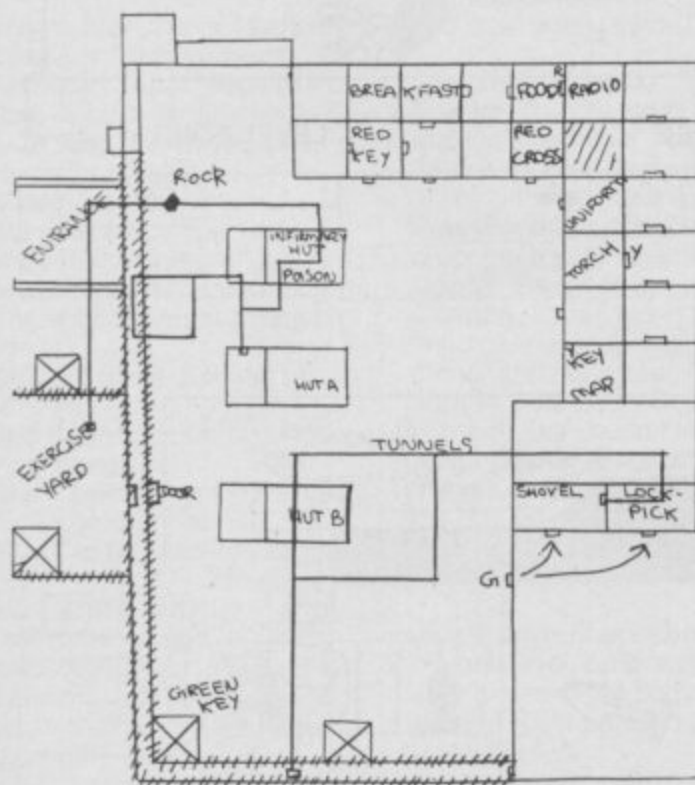 BREAKFAST
FOOD
R
RADIO
RED
KEY
RED
CROSS
ROCK
ENTRANCE
UNIFORM
INFIRMARY
HUT
POISON
TORCH
Y
HUT A
KEY
MAP
EXERCISE
YARD
TUNNELS
DOOR
SHOVEL
LOCK-
PICK
HUT B
G
GREEN
KEY